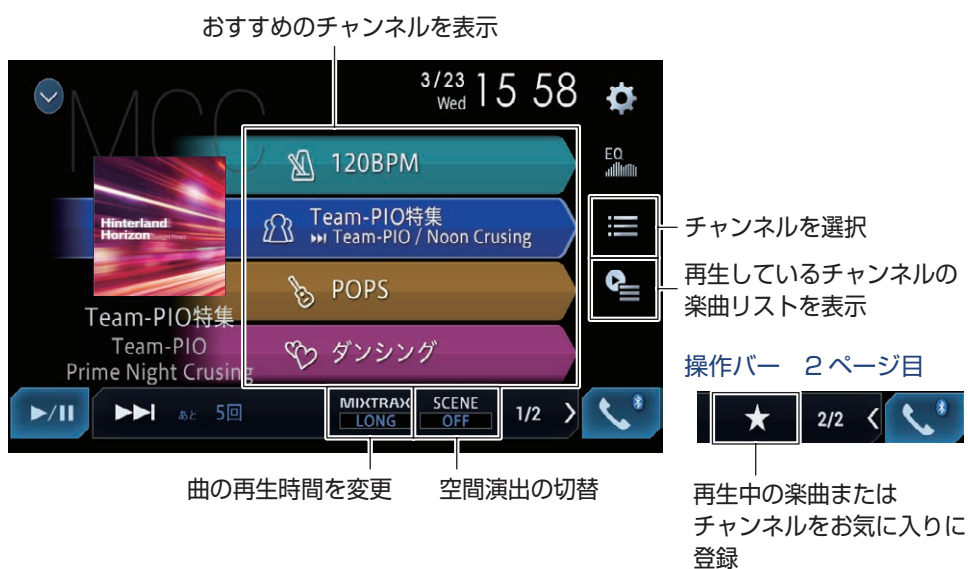 おすすめのチャンネルを表示
MCC
3/23
Wed
15 58
120BPM
EQ
Team-PIO特集
Team-PIO / Noon Crusing
チャンネルを選択
Hinterland
Horizon
POPS
再生しているチャンネルの
楽曲リストを表示
Team-PIO特集
Team-PIO
Prime Night Crusing
ダンシング
操作バー 2 ページ目
あと 5回
MIXTRAX
LONG
SCENE
OFF
1/2
2/2
曲の再生時間を変更
空間演出の切替
再生中の楽曲または
チャンネルをお気に入りに
登録